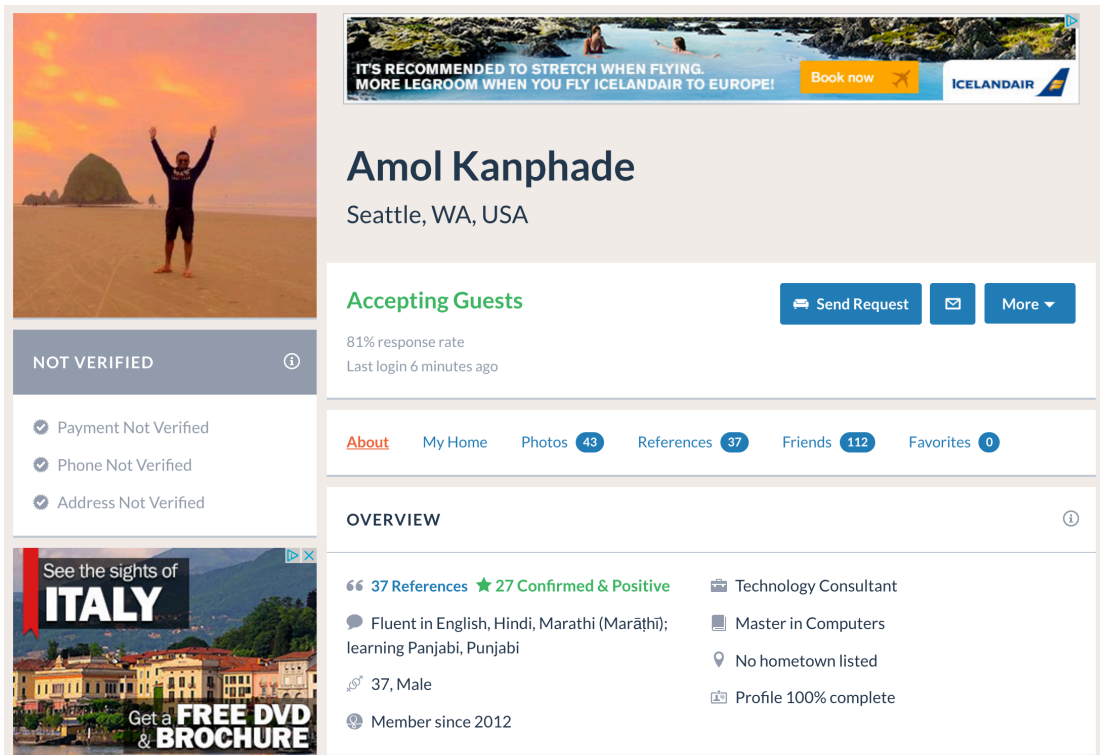 IT'S RECOMMENDED TO STRETCH WHEN FLYING.
MORE LEGROOM WHEN YOU FLY ICELANDAIR TO EUROPE!
Book now
ICELANDAIR
Amol Kanphade
Seattle, WA, USA
Accepting Guests
81% response rate
Last login 6 minutes ago
Send Request
More
NOT VERIFIED
Payment Not Verified
Phone Not Verified
Address Not Verified
About My Home Photos 43 References 37 Friends 112 Favorites 0
OVERVIEW
37 References 27 Confirmed & Positive
Fluent in English, Hindi, Marathi (Marāṭhī);
learning Panjabi, Punjabi
37, Male
Member since 2012
Technology Consultant
Master in Computers
No hometown listed
Profile 100% complete
See the sights of
ITALY
Get a FREE DVD
& BROCHURE